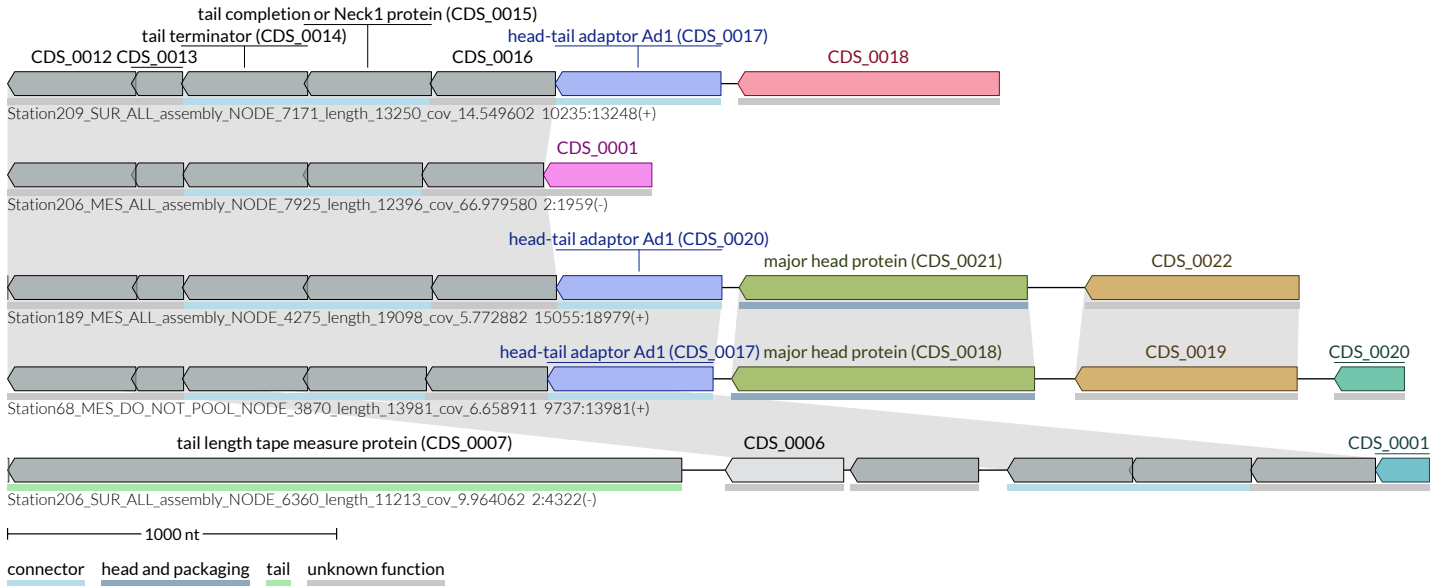 tail completion or Neck1 protein (CDS_0015)
tail terminator (CDS_0014) head-tail adaptor Ad1 (CDS_0017)
CDS_0012 CDS_0013 CDS_0016 CDS_0018
Station209_SUR_ALL_assembly_NODE_7171_length_13250_cov_14.549602 10235:13248(+)
CDS_0001
Station206_MES_ALL_assembly_NODE_7925_length_12396_cov_66.979580 2:1959(-)
head-tail adaptor Ad1 (CDS_0020)
major head protein (CDS_0021) CDS_0022
Station189_MES_ALL_assembly_NODE_4275_length_19098_cov_5.772882 15055:18979(+)
head-tail adaptor Ad1 (CDS_0017) major head protein (CDS_0018) CDS_0019 CDS_0020
Station68_MES_DO_NOT_POOL_NODE_3870_length_13981_cov_6.658911 9737:13981(+)
tail length tape measure protein (CDS_0007) CDS_0006 CDS_0001
Station206_SUR_ALL_assembly_NODE_6360_length_11213_cov_9.964062 2:4322(-)
1000 nt
connector head and packaging tail unknown function